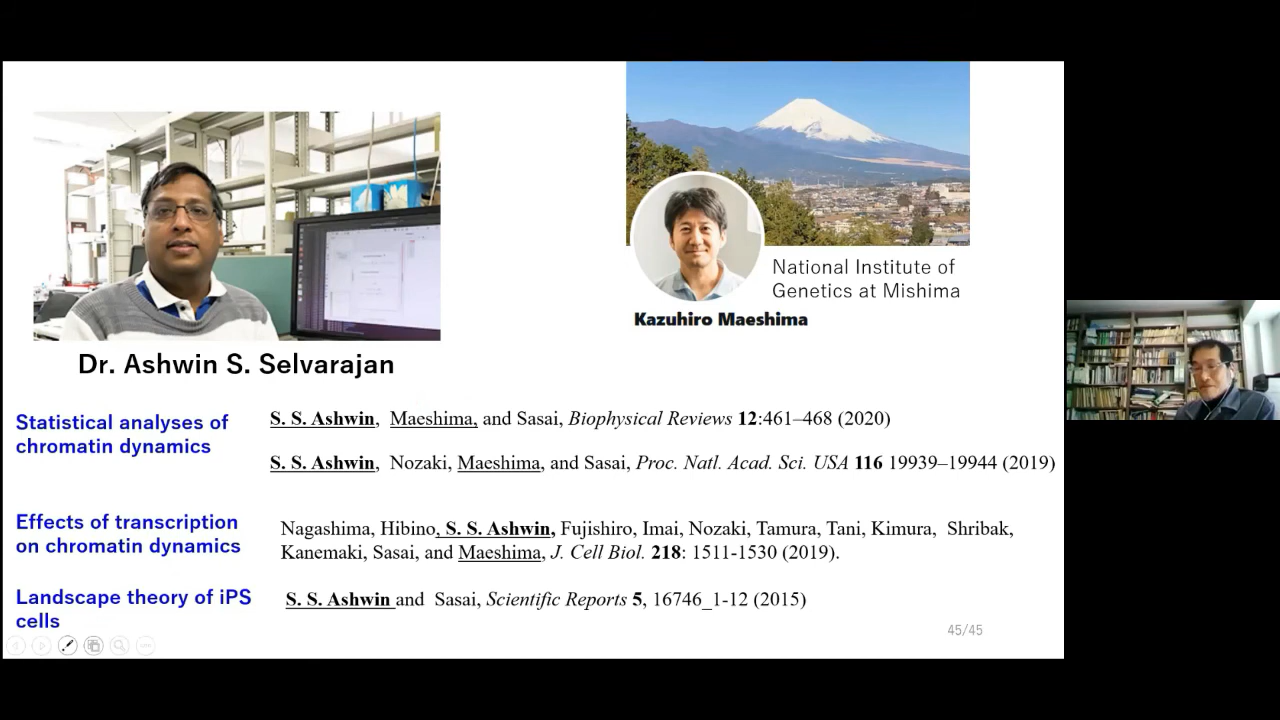 National Institute of
Genetics at Mishima
Kazuhiro Maeshima
Dr. Ashwin S. Selvarajan
Statistical analyses of
chromatin dynamics
S. S. Ashwin, Maeshima, and Sasai, Biophysical Reviews 12:461–468 (2020)
S. S. Ashwin, Nozaki, Maeshima, and Sasai, Proc. Natl. Acad. Sci. USA 116 19939–19944 (2019)
Effects of transcription
on chromatin dynamics
Nagashima, Hibino, S. S. Ashwin, Fujishiro, Imai, Nozaki, Tamura, Tani, Kimura, Shribak,
Kanemaki, Sasai, and Maeshima, J. Cell Biol. 218: 1511-1530 (2019).
Landscape theory of iPS
cells
S. S. Ashwin and Sasai, Scientific Reports 5, 16746_1-12 (2015)
45/45